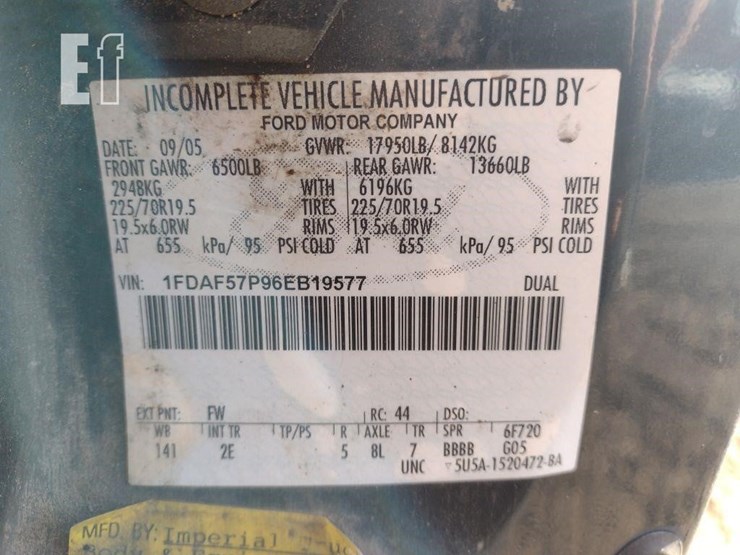 Ef
INCOMPLETE VEHICLE MANUFACTURED BY
FORD MOTOR COMPANY
DATE: 09/05 GVWR: 17950LB/ 8142KG
FRONT GAWR: 6500LB REAR GAWR: 13660LB
2948KG WITH 6196KG WITH
225/70R19.5 TIRES 225/70R19.5 TIRES
19.5x6.0RW RIMS 19.5x6.0RW RIMS
AT 655 kPa/ 95 PSI COLD AT 655 kPa/ 95 PSI COLD
VIN: 1FDAF57P96EB19577 DUAL
EXT PNT: FW RC: 44 DSO:
WB INT TR TP/PS R AXLE TR SPR 6F720
141 2E 5 8L 7 BBBB G05
UNC ▿5U5A-1520472-BA
MFD. BY: Imperial
Body &